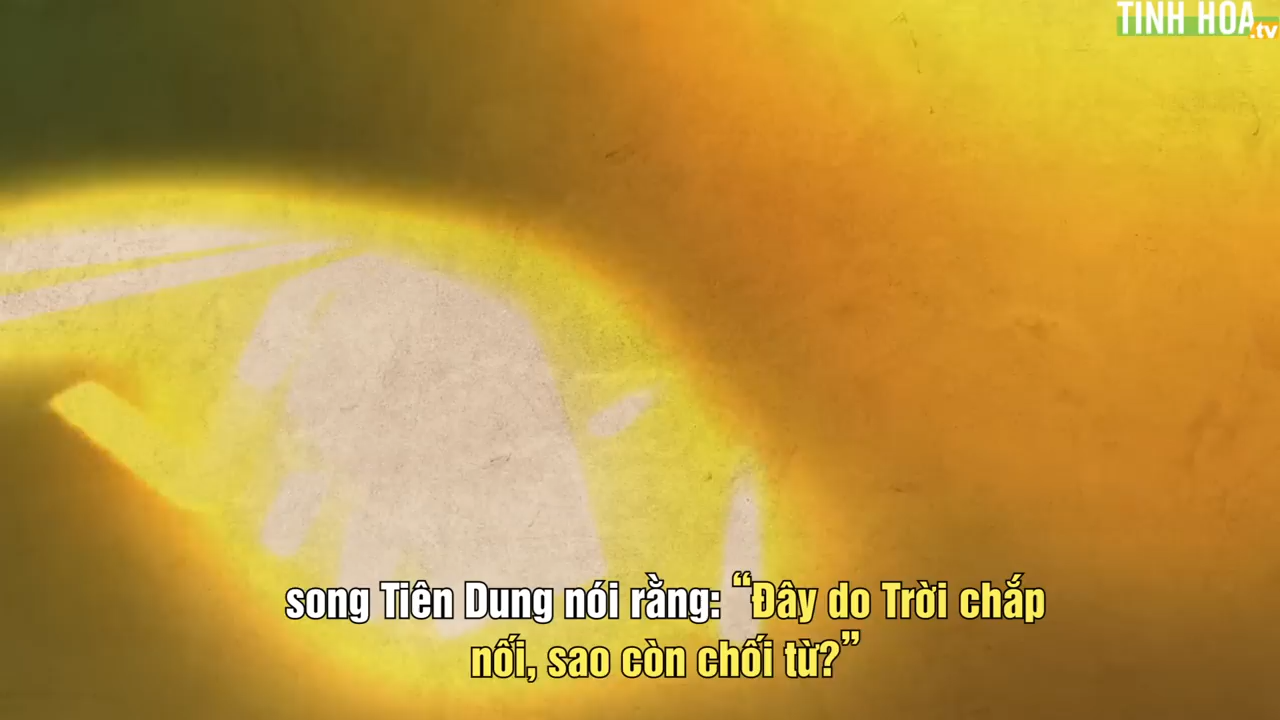 TINH HOA
.tv
song Tiên Dung nói rằng: “Đây do Trời chắp
nối, sao còn chối từ?”